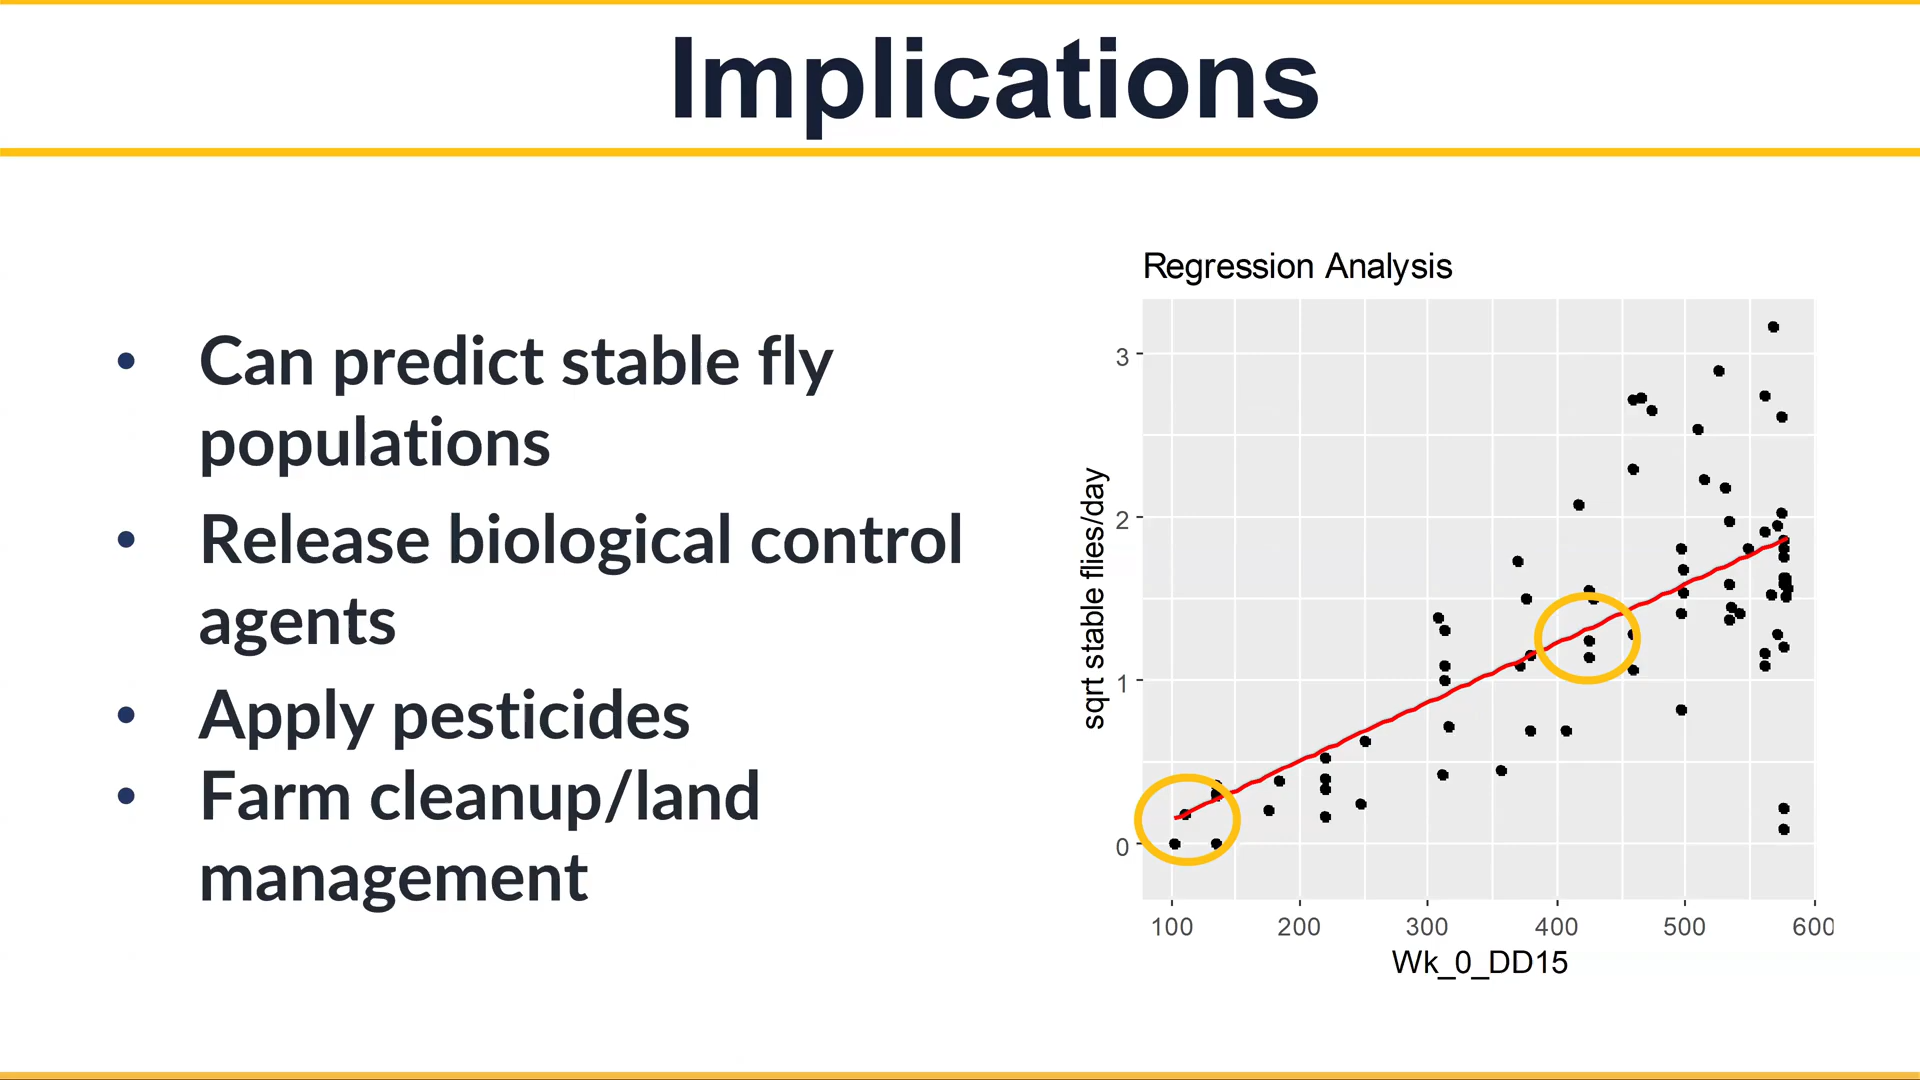 Implications
• Can predict stable fly
populations
• Release biological control
agents
• Apply pesticides
• Farm cleanup/land
management
Regression Analysis
sqrt stable flies/day
3
2
1
0
100 200 300 400 500 600
Wk_0_DD15